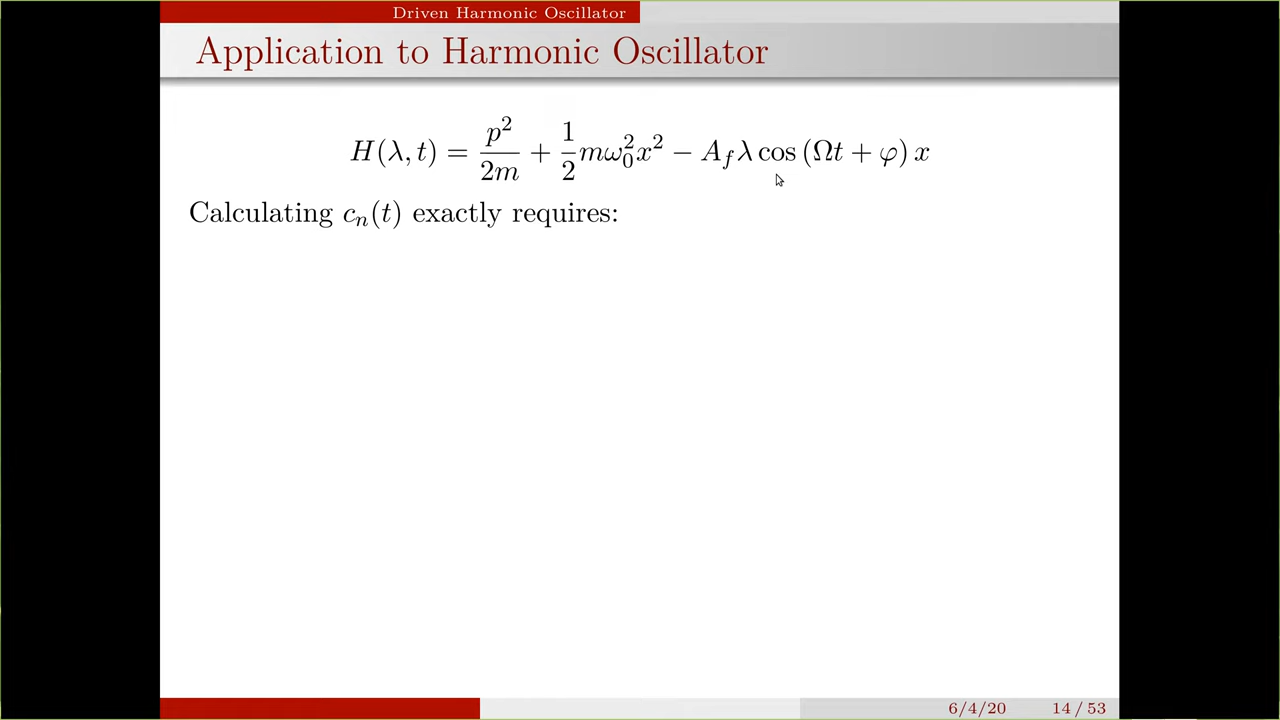 Driven Harmonic Oscillator
Application to Harmonic Oscillator
H(λ, t) = p²/2m + 1/2 mω₀²x² − A_f λ cos (Ωt + φ) x
Calculating cₙ(t) exactly requires:
6/4/20 14 / 53